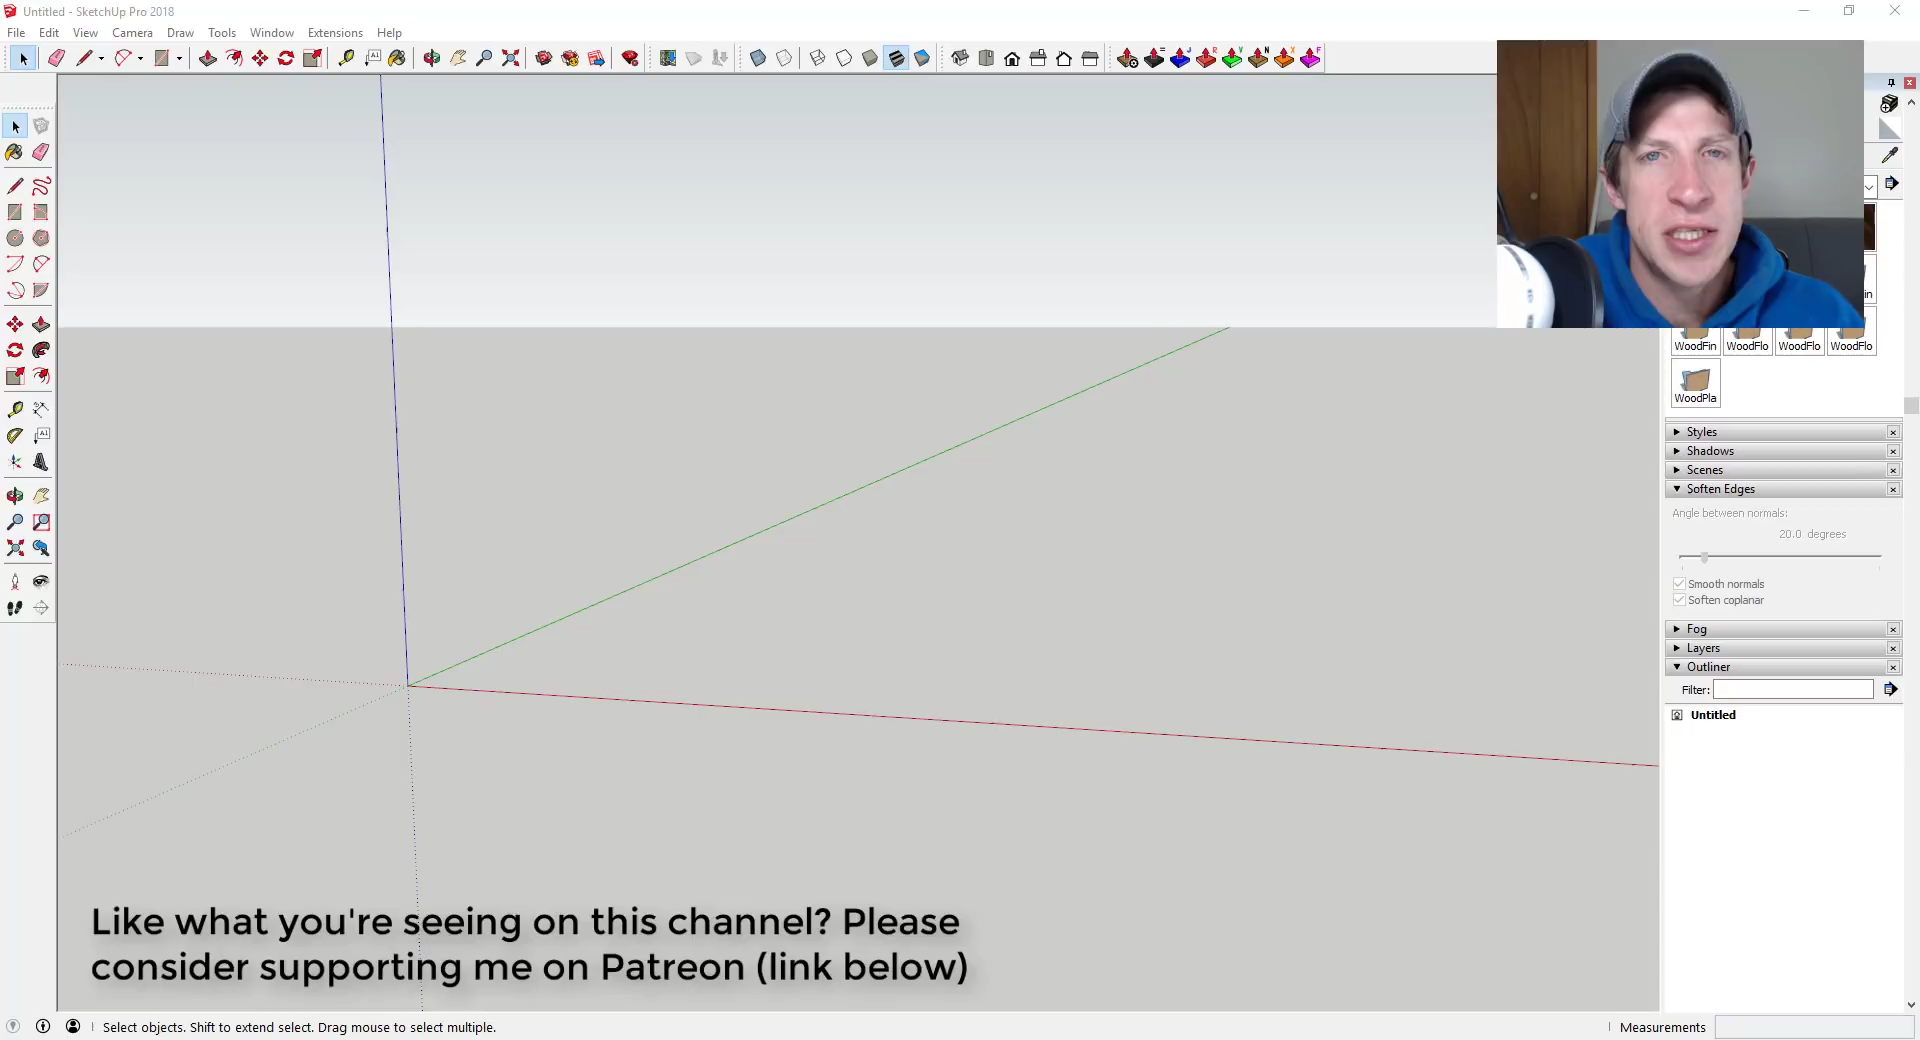 Untitled - SketchUp Pro 2018
File Edit View Camera Draw Tools Window Extensions Help
WoodFin WoodFlo WoodFlo WoodFlo
WoodPla
Styles
Shadows
Scenes
Soften Edges
Angle between normals:
20.0 degrees
Smooth normals
Soften coplanar
Fog
Layers
Outliner
Filter:
Untitled
Like what you're seeing on this channel? Please
consider supporting me on Patreon (link below)
Select objects. Shift to extend select. Drag mouse to select multiple.
Measurements